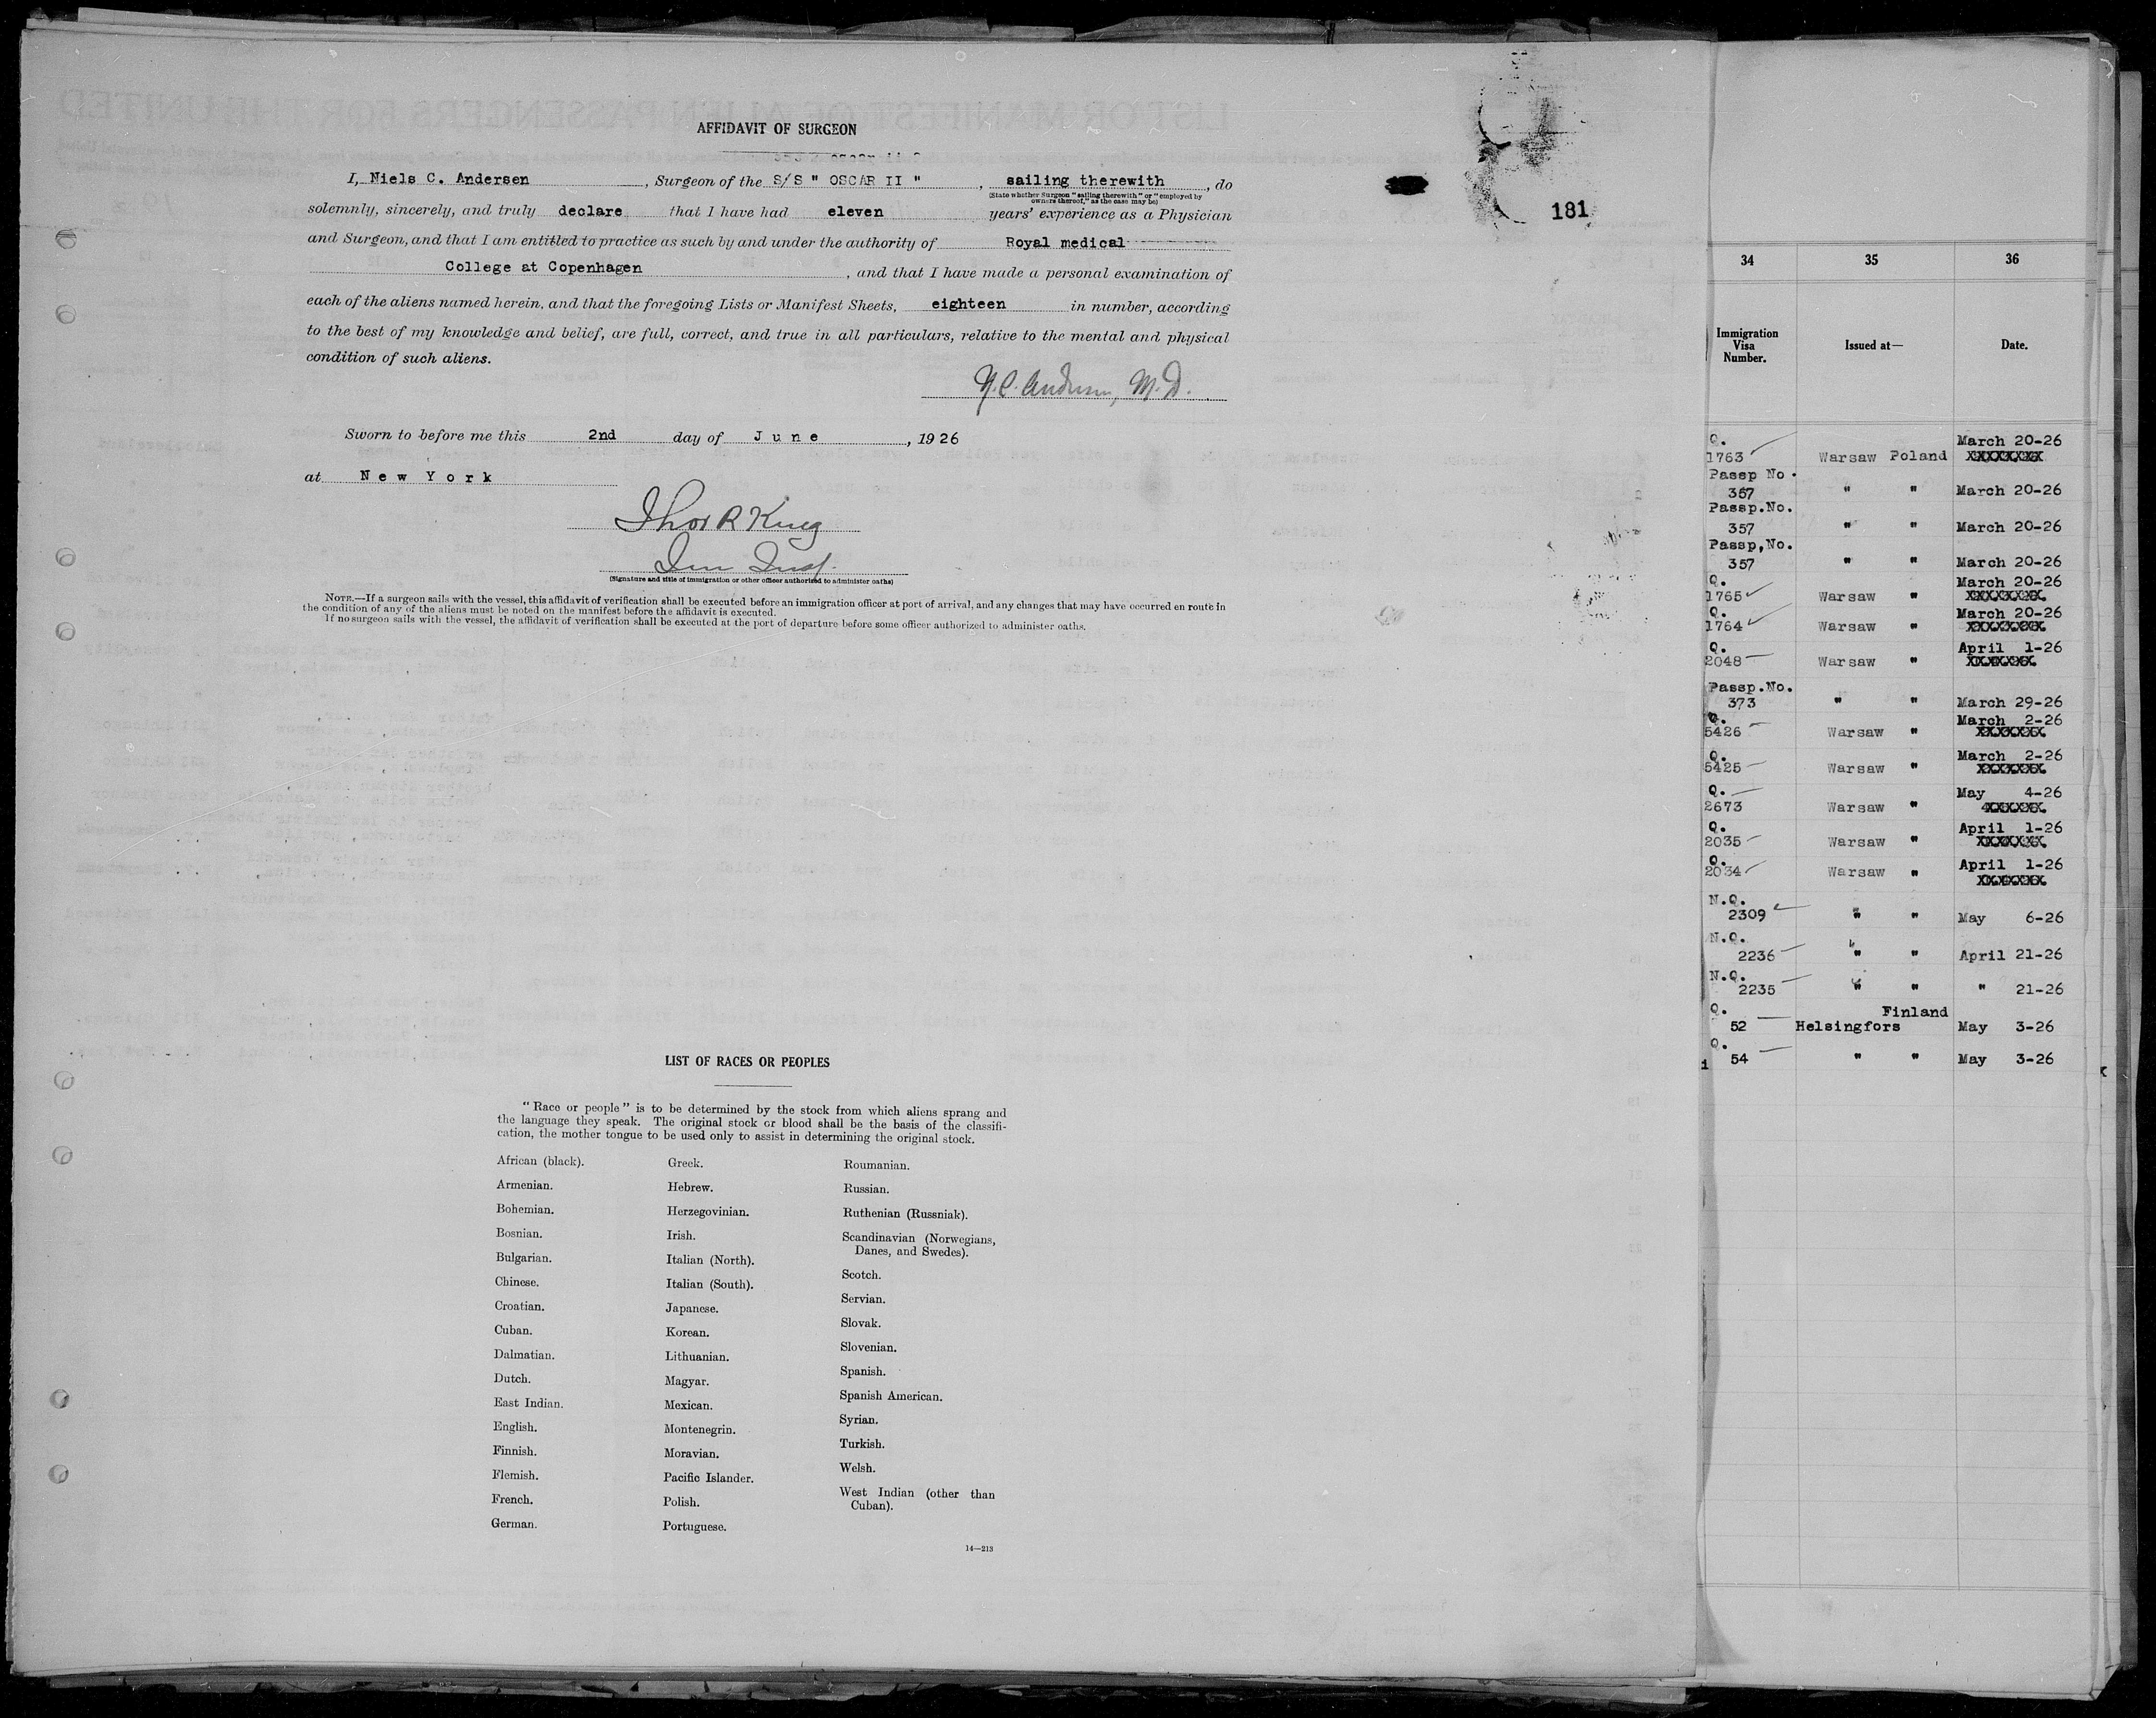 AFFIDAVIT OF SURGEON
I, Niels C. Andersen, Surgeon of the S/S " OSCAR II ", sailing therewith, do
(State whether Surgeon "sailing therewith" or "employed by
owners thereof," as the case may be)
solemnly, sincerely, and truly declare that I have had eleven years' experience as a Physician
and Surgeon, and that I am entitled to practice as such by and under the authority of Royal medical
College at Copenhagen, and that I have made a personal examination of
each of the aliens named herein, and that the foregoing Lists or Manifest Sheets, eighteen in number, according
to the best of my knowledge and belief, are full, correct, and true in all particulars, relative to the mental and physical
condition of such aliens.
N.C. Andersen, M.D.
Sworn to before me this 2nd day of June, 1926
at New York
Thos R King
Imm Insp.
(Signature and title of immigration or other officer authorized to administer oaths)
NOTE.—If a surgeon sails with the vessel, this affidavit of verification shall be executed before an immigration officer at port of arrival, and any changes that may have occurred en route in
the condition of any of the aliens must be noted on the manifest before the affidavit is executed.
If no surgeon sails with the vessel, the affidavit of verification shall be executed at the port of departure before some officer authorized to administer oaths.
181
LIST OF RACES OR PEOPLES
"Race or people" is to be determined by the stock from which aliens sprang and
the language they speak. The original stock or blood shall be the basis of the classifi-
cation, the mother tongue to be used only to assist in determining the original stock.
African (black).
Armenian.
Bohemian.
Bosnian.
Bulgarian.
Chinese.
Croatian.
Cuban.
Dalmatian.
Dutch.
East Indian.
English.
Finnish.
Flemish.
French.
German.
Greek.
Hebrew.
Herzegovinian.
Irish.
Italian (North).
Italian (South).
Japanese.
Korean.
Lithuanian.
Magyar.
Mexican.
Montenegrin.
Moravian.
Pacific Islander.
Polish.
Portuguese.
Roumanian.
Russian.
Ruthenian (Russniak).
Scandinavian (Norwegians,
Danes, and Swedes).
Scotch.
Servian.
Slovak.
Slovenian.
Spanish.
Spanish American.
Syrian.
Turkish.
Welsh.
West Indian (other than
Cuban).
14—213
34 35 36
Immigration
Visa
Number.
Issued at—
Date.
Q. March 20-26
1763 Warsaw Poland
Passp No.
357 " " March 20-26
Passp.No.
357 " " March 20-26
Passp,No.
357 " " March 20-26
Q. March 20-26
1765 Warsaw "
Q. March 20-26
1764 Warsaw "
Q. April 1-26
2048 Warsaw "
Passp.No.
373 " " March 29-26
Q. March 2-26
5426 Warsaw "
Q. March 2-26
5425 Warsaw "
Q. May 4-26
2673 Warsaw "
Q. April 1-26
2035 Warsaw "
Q. April 1-26
2034 Warsaw "
N.Q.
2309 " " May 6-26
N.Q.
2236 " " April 21-26
N.Q.
2235 " " " 21-26
Q. Finland
52 Helsingfors May 3-26
Q.
54 " " May 3-26